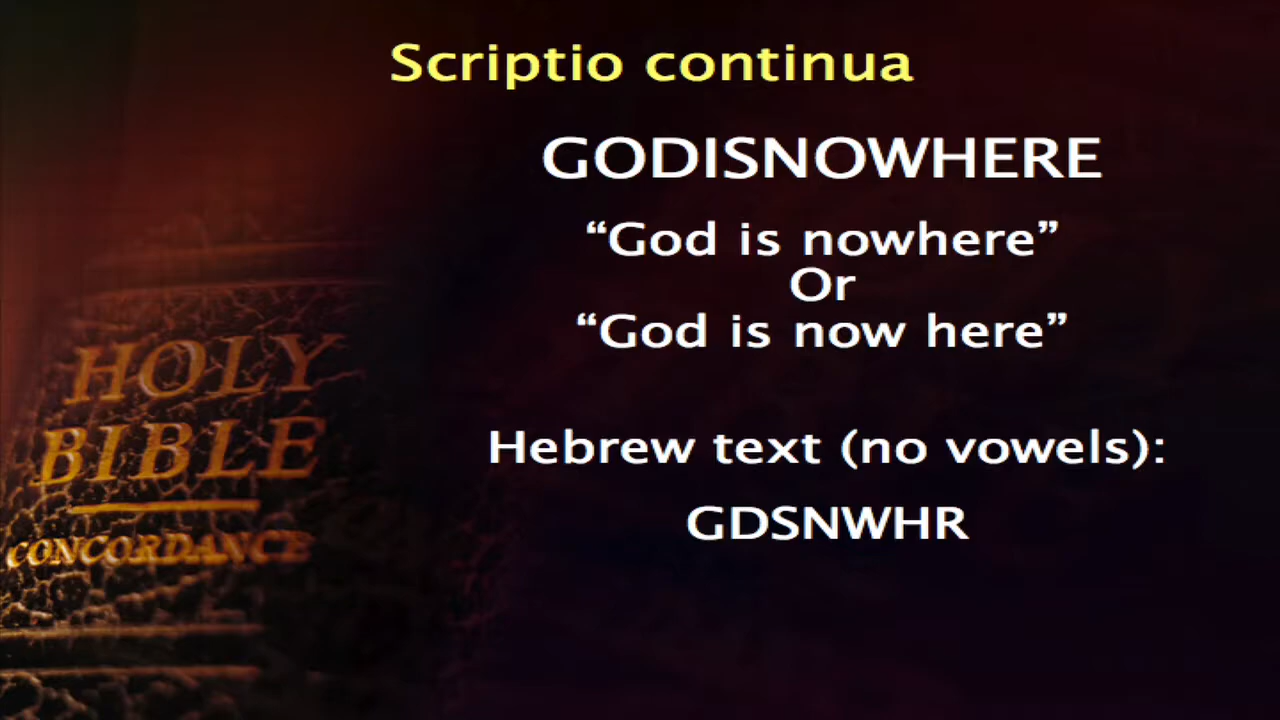 Scriptio continua
GODISNOWHERE
“God is nowhere”
Or
“God is now here”
Hebrew text (no vowels):
GDSNWHR
HOLY
BIBLE
CONCORDANCE